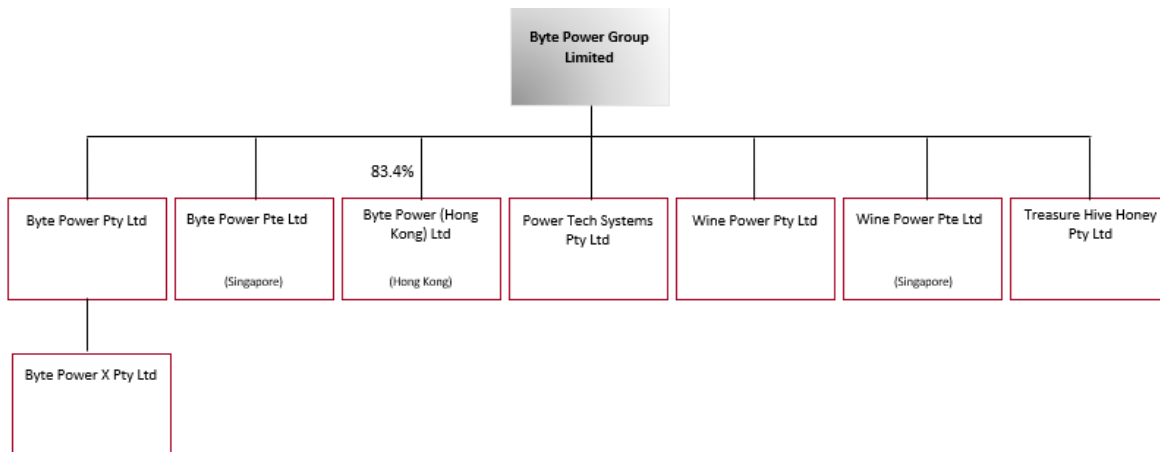 Byte Power Group
Limited
83.4%
Byte Power Pty Ltd
Byte Power Pte Ltd
(Singapore)
Byte Power (Hong
Kong) Ltd
(Hong Kong)
Power Tech Systems
Pty Ltd
Wine Power Pty Ltd
Wine Power Pte Ltd
(Singapore)
Treasure Hive Honey
Pty Ltd
Byte Power X Pty Ltd